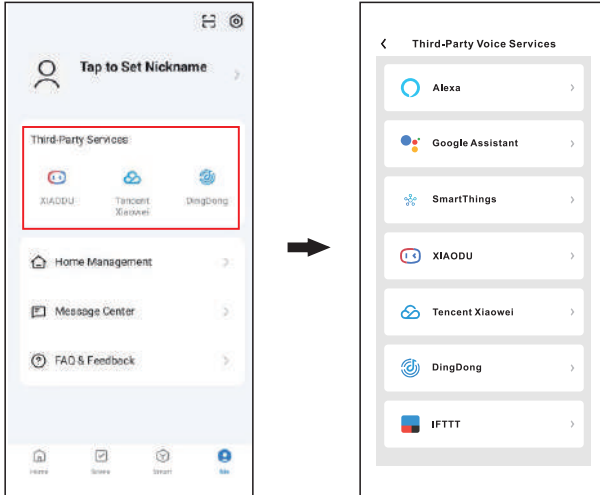 Tap to Set Nickname
Third-Party Services
XIAODU
Tencent
Xiaowei
DingDong
Home Management
Message Center
FAQ & Feedback
Home
Scene
Smart
Me
Third-Party Voice Services
Alexa
Google Assistant
SmartThings
XIAODU
Tencent Xiaowei
DingDong
IFTTT